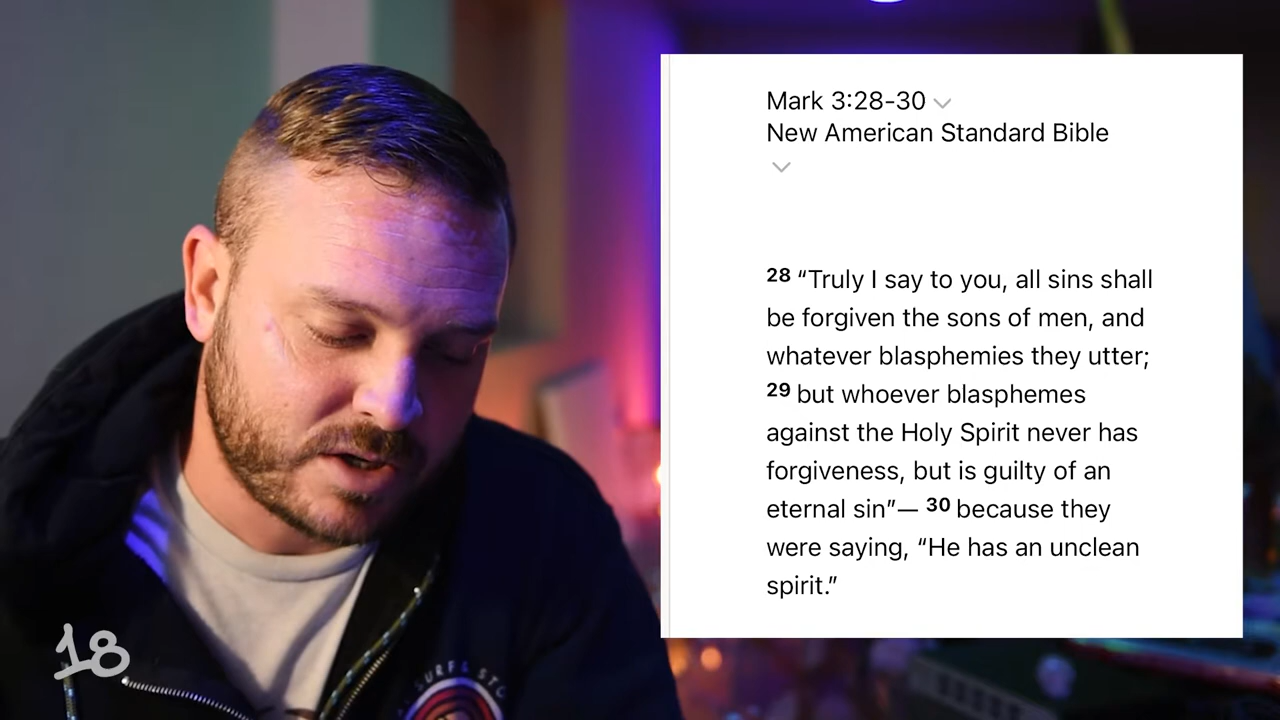 Mark 3:28-30
New American Standard Bible
28 “Truly I say to you, all sins shall
be forgiven the sons of men, and
whatever blasphemies they utter;
29 but whoever blasphemes
against the Holy Spirit never has
forgiveness, but is guilty of an
eternal sin”— 30 because they
were saying, “He has an unclean
spirit.”
18
SURF &